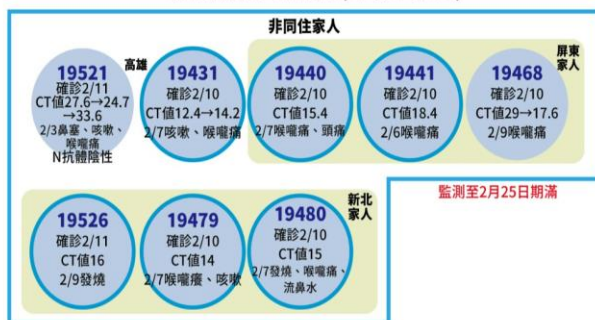 非同住家人
19521
高雄
確診2/11
CT值27.6→24.7
→33.6
2/3鼻塞、咳嗽、
喉嚨痛
N抗體陰性
19431
確診2/10
CT值12.4→14.2
2/7咳嗽、喉嚨痛
屏東
家人
19440
確診2/10
CT值15.4
2/7喉嚨痛、頭痛
19441
確診2/10
CT值18.4
2/6喉嚨痛
19468
確診2/10
CT值29→17.6
2/9喉嚨痛
新北
家人
19526
確診2/11
CT值16
2/9發燒
19479
確診2/10
CT值14
2/7喉嚨癢、咳嗽
19480
確診2/10
CT值15
2/7發燒、喉嚨痛、
流鼻水
監測至2月25日期滿